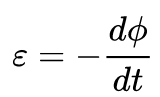 ε = − dϕ/dt